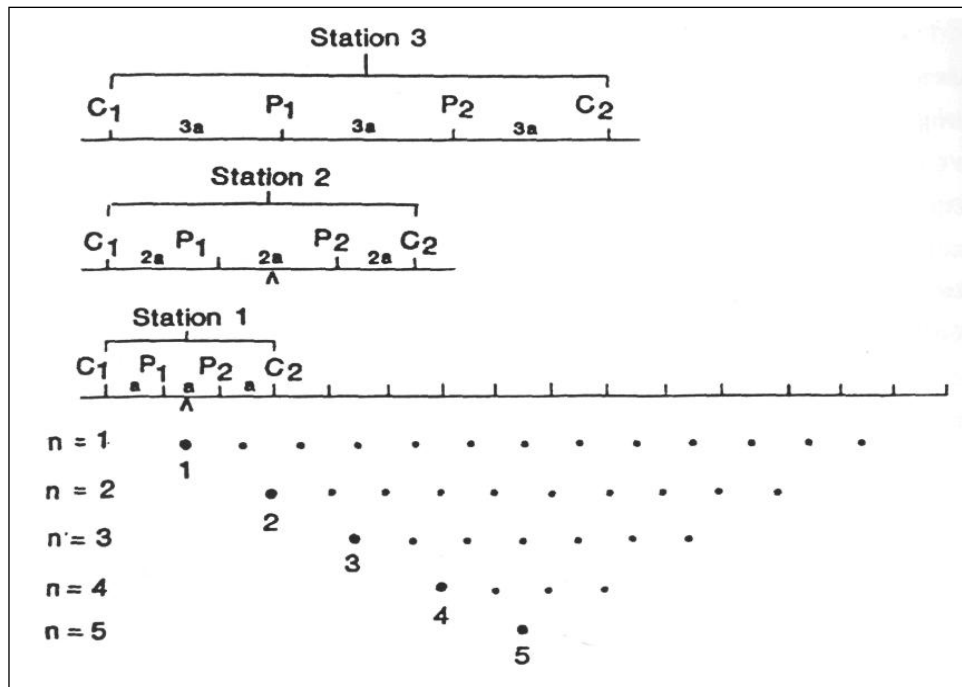 Station 3
C1 P1 P2 C2
3a 3a 3a
Station 2
C1 P1 P2 C2
2a 2a 2a
Station 1
C1 P1 P2 C2
a a a
n = 1
1
n = 2
2
n = 3
3
n = 4
4
n = 5
5